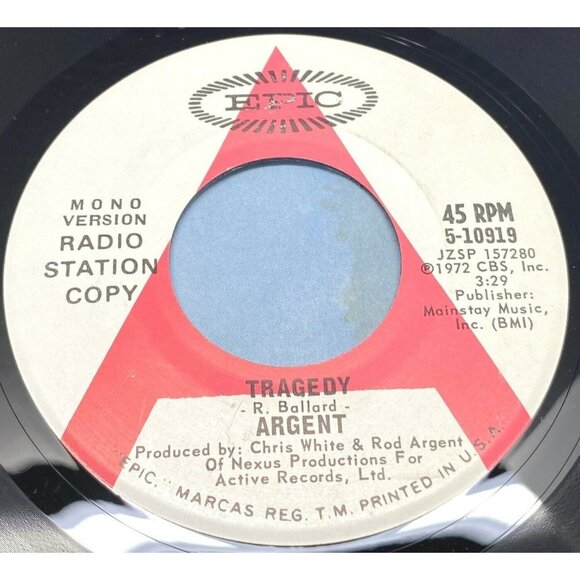 EPIC
MONO
VERSION
RADIO
STATION
COPY
45 RPM
5-10919
JZSP 157280
℗1972 CBS, Inc.
3:29
Publisher:
Mainstay Music,
Inc. (BMI)
TRAGEDY
- R. Ballard -
ARGENT
Produced by: Chris White & Rod Argent
Of Nexus Productions For
Active Records, Ltd.
"EPIC," MARCAS REG. T.M. PRINTED IN U.S.A.